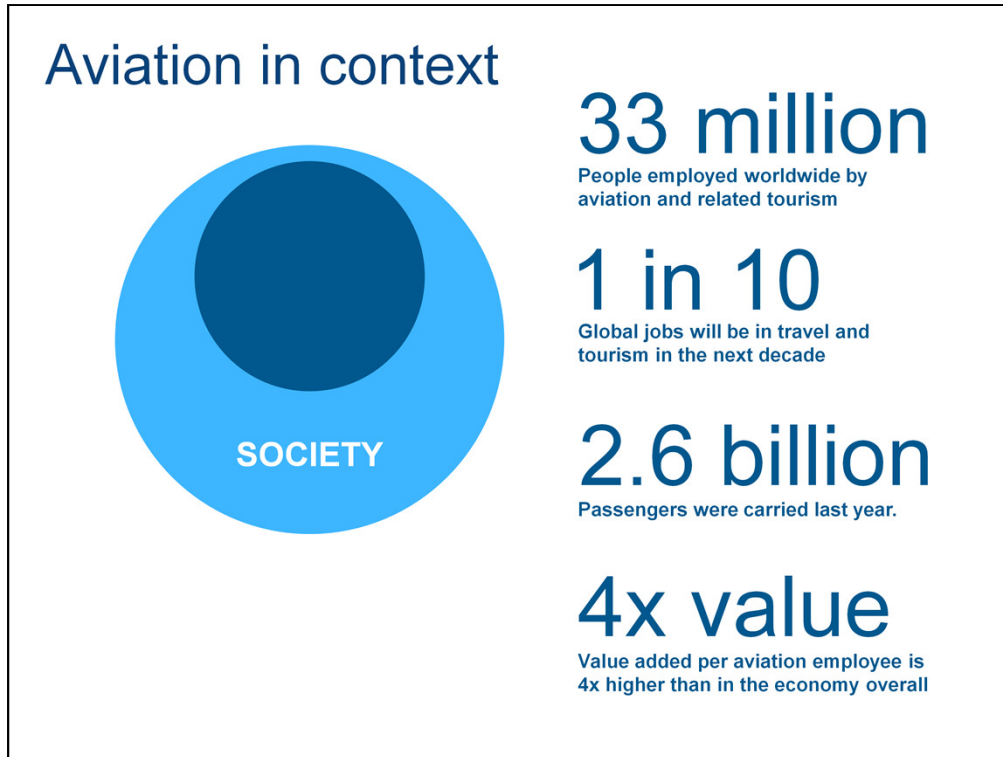 Aviation in context
SOCIETY
33 million
People employed worldwide by
aviation and related tourism
1 in 10
Global jobs will be in travel and
tourism in the next decade
2.6 billion
Passengers were carried last year.
4x value
Value added per aviation employee is
4x higher than in the economy overall